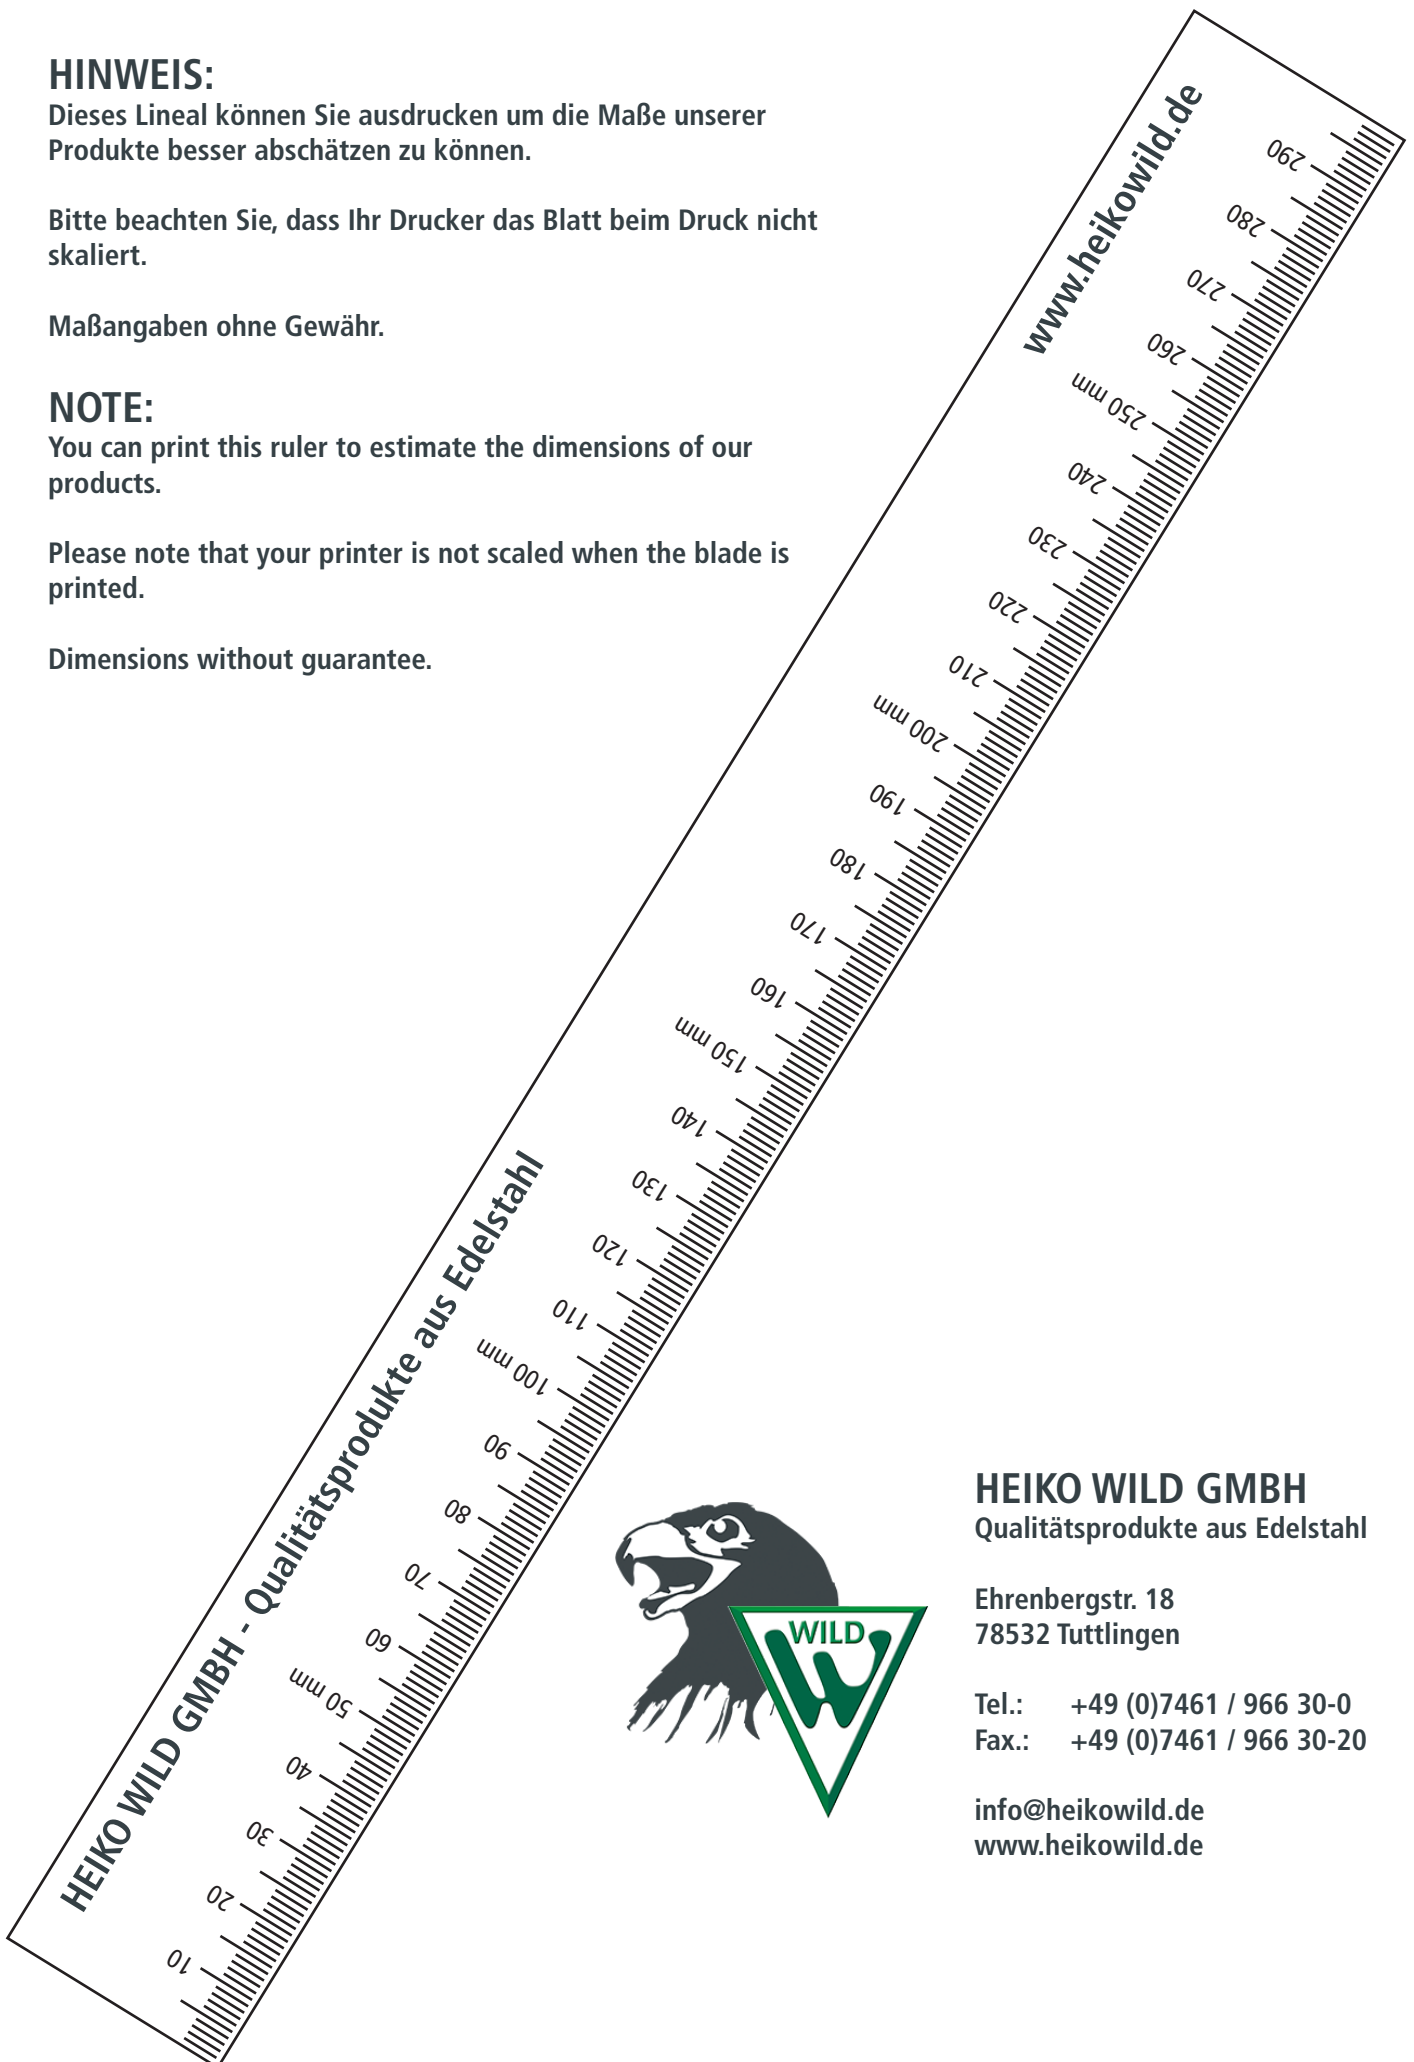 HINWEIS:
Dieses Lineal können Sie ausdrucken um die Maße unserer
Produkte besser abschätzen zu können.
Bitte beachten Sie, dass Ihr Drucker das Blatt beim Druck nicht
skaliert.
Maßangaben ohne Gewähr.
NOTE:
You can print this ruler to estimate the dimensions of our
products.
Please note that your printer is not scaled when the blade is
printed.
Dimensions without guarantee.
HEIKO WILD GMBH - Qualitätsprodukte aus Edelstahl
www.heikowild.de
10
20
30
40
50 mm
60
70
80
90
100 mm
110
120
130
140
150 mm
160
170
180
190
200 mm
210
220
230
240
250 mm
260
270
280
290
WILD
W
HEIKO WILD GMBH
Qualitätsprodukte aus Edelstahl
Ehrenbergstr. 18
78532 Tuttlingen
Tel.: +49 (0)7461 / 966 30-0
Fax.: +49 (0)7461 / 966 30-20
info@heikowild.de
www.heikowild.de